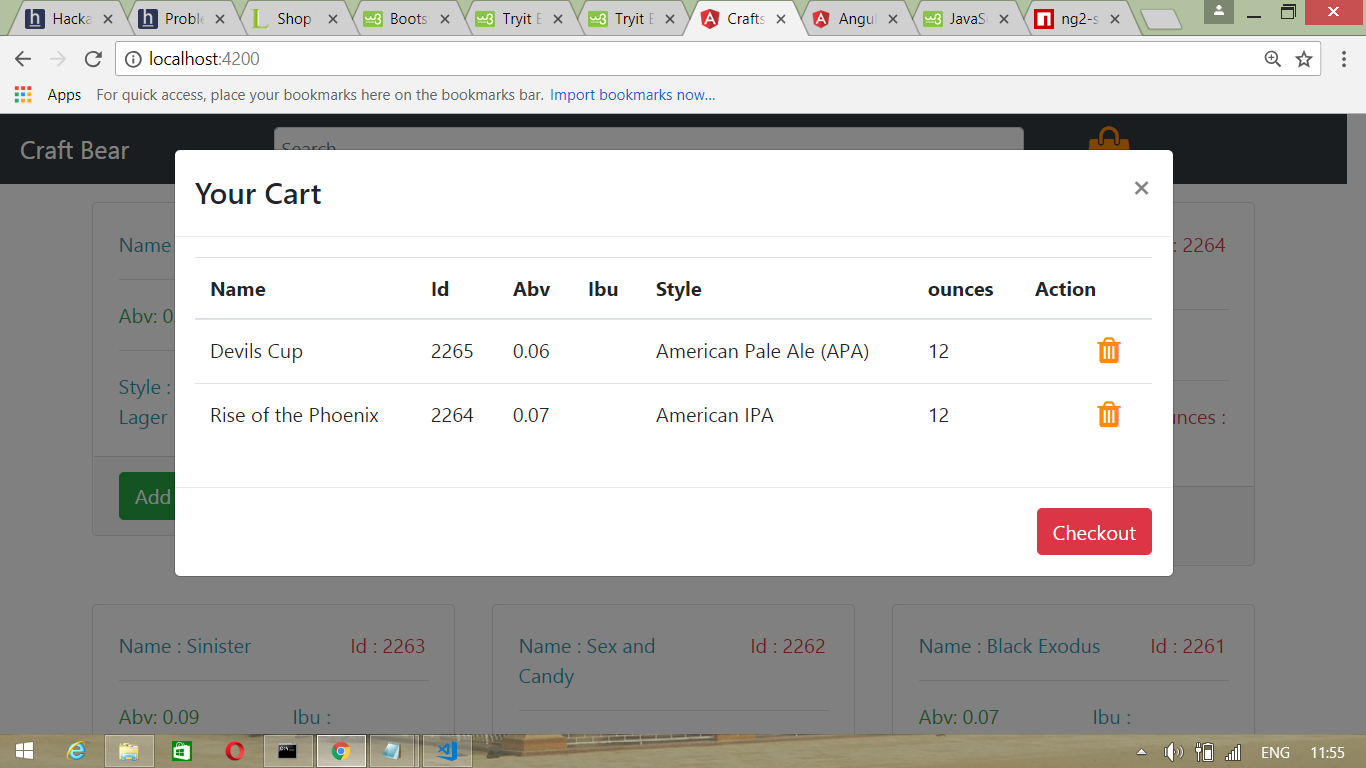 Hacka Proble Shop Boots Tryit E Tryit E Crafts Angul JavaSc ng2-s
localhost:4200
Apps For quick access, place your bookmarks here on the bookmarks bar. Import bookmarks now...
Craft Bear Search
Your Cart ×
Name : 2264
Name Id Abv Ibu Style ounces Action
Abv: 0
Devils Cup 2265 0.06 American Pale Ale (APA) 12
Style :
Lager
Rise of the Phoenix 2264 0.07 American IPA 12
nces :
Add
Checkout
Name : Sinister Id : 2263 Name : Sex and Id : 2262 Name : Black Exodus Id : 2261
Candy
Abv: 0.09 Ibu : Abv: 0.07 Ibu :
ENG 11:55